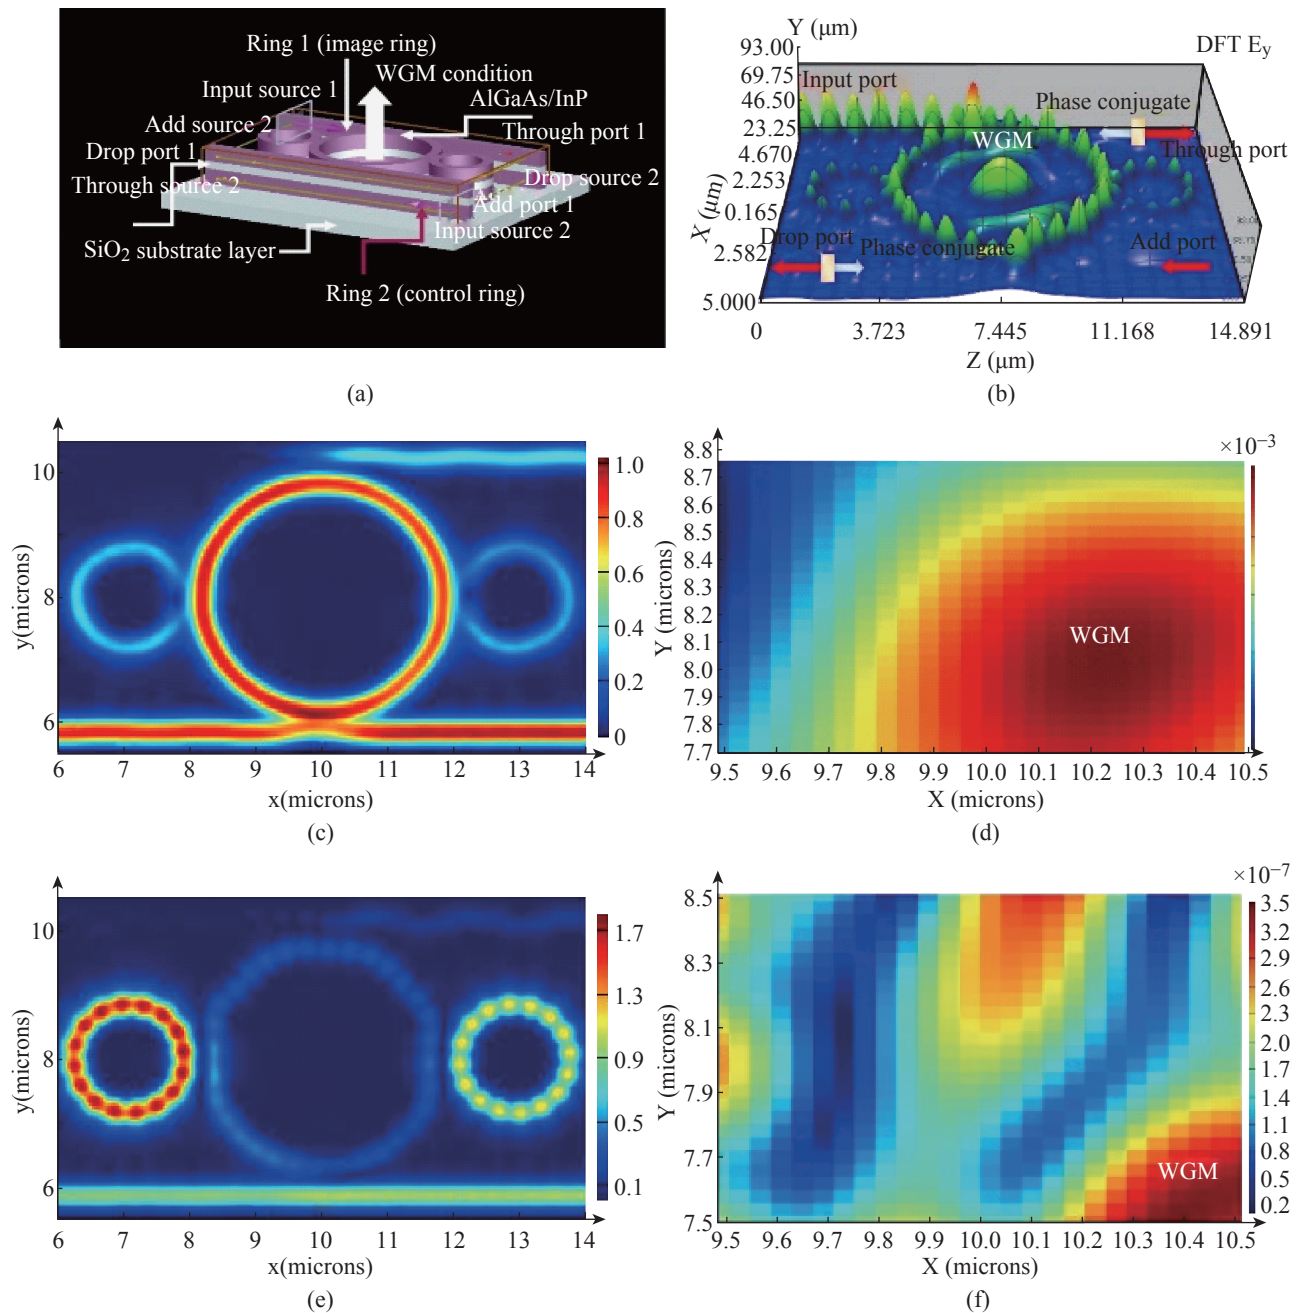 Ring 1 (image ring)
WGM condition
Input source 1
AlGaAs/InP
Add source 2
Through port 1
Drop port 1
Through source 2
Drop source 2
Add port 1
Input source 2
SiO2 substrate layer
Ring 2 (control ring)
(a)
Y (μm)
DFT Ey
93.00
69.75
46.50
23.25
4.670
2.253
0.165
2.582
5.000
X (μm)
Input port
Phase conjugate
WGM
Through port
Drop port
Phase conjugate
Add port
0 3.723 7.445 11.168 14.891
Z (μm)
(b)
10
9
8
7
6
y(microns)
6 7 8 9 10 11 12 13 14
x(microns)
1.0
0.8
0.6
0.4
0.2
0
(c)
8.8
8.7
8.6
8.5
8.4
8.3
8.2
8.1
8.0
7.9
7.8
7.7
Y (microns)
×10−3
WGM
9.5 9.6 9.7 9.8 9.9 10.0 10.1 10.2 10.3 10.4 10.5
X (microns)
(d)
10
9
8
7
6
y(microns)
6 7 8 9 10 11 12 13 14
x(microns)
1.7
1.3
0.9
0.5
0.1
(e)
8.5
8.3
8.1
7.9
7.7
7.5
Y (microns)
×10−7
3.5
3.2
2.9
2.6
2.3
2.0
1.7
1.4
1.1
0.8
0.5
0.2
WGM
9.5 9.6 9.7 9.8 9.9 10.0 10.1 10.2 10.3 10.4 10.5
X (microns)
(f)